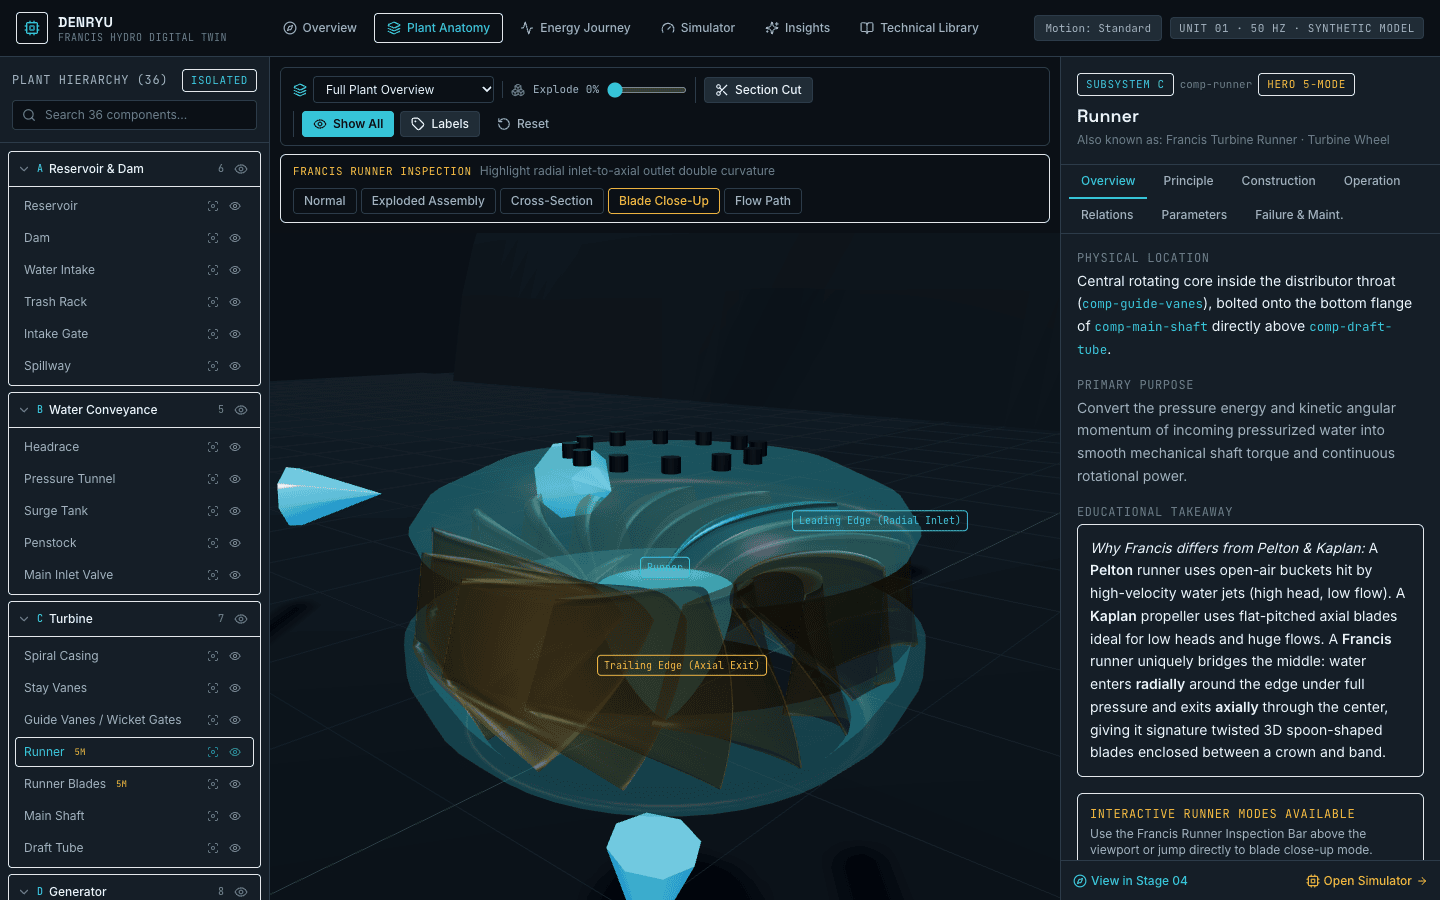 DENRYU
FRANCIS HYDRO DIGITAL TWIN
Overview
Plant Anatomy
Energy Journey
Simulator
Insights
Technical Library
Motion: Standard
UNIT 01 · 50 HZ · SYNTHETIC MODEL
PLANT HIERARCHY (36)
ISOLATED
Search 36 components...
A Reservoir & Dam 6
Reservoir
Dam
Water Intake
Trash Rack
Intake Gate
Spillway
B Water Conveyance 5
Headrace
Pressure Tunnel
Surge Tank
Penstock
Main Inlet Valve
C Turbine 7
Spiral Casing
Stay Vanes
Guide Vanes / Wicket Gates
Runner 5M
Runner Blades 5M
Main Shaft
Draft Tube
D Generator 8
Full Plant Overview
Explode 0%
Section Cut
Show All
Labels
Reset
FRANCIS RUNNER INSPECTION Highlight radial inlet-to-axial outlet double curvature
Normal
Exploded Assembly
Cross-Section
Blade Close-Up
Flow Path
Leading Edge (Radial Inlet)
Runner
Trailing Edge (Axial Exit)
SUBSYSTEM C comp-runner HERO 5-MODE
Runner
Also known as: Francis Turbine Runner · Turbine Wheel
Overview
Principle
Construction
Operation
Relations
Parameters
Failure & Maint.
PHYSICAL LOCATION
Central rotating core inside the distributor throat
(comp-guide-vanes), bolted onto the bottom flange
of comp-main-shaft directly above comp-draft-
tube.
PRIMARY PURPOSE
Convert the pressure energy and kinetic angular
momentum of incoming pressurized water into
smooth mechanical shaft torque and continuous
rotational power.
EDUCATIONAL TAKEAWAY
Why Francis differs from Pelton & Kaplan: A
Pelton runner uses open-air buckets hit by
high-velocity water jets (high head, low flow). A
Kaplan propeller uses flat-pitched axial blades
ideal for low heads and huge flows. A Francis
runner uniquely bridges the middle: water
enters radially around the edge under full
pressure and exits axially through the center,
giving it signature twisted 3D spoon-shaped
blades enclosed between a crown and band.
INTERACTIVE RUNNER MODES AVAILABLE
Use the Francis Runner Inspection Bar above the
viewport or jump directly to blade close-up mode.
View in Stage 04
Open Simulator →